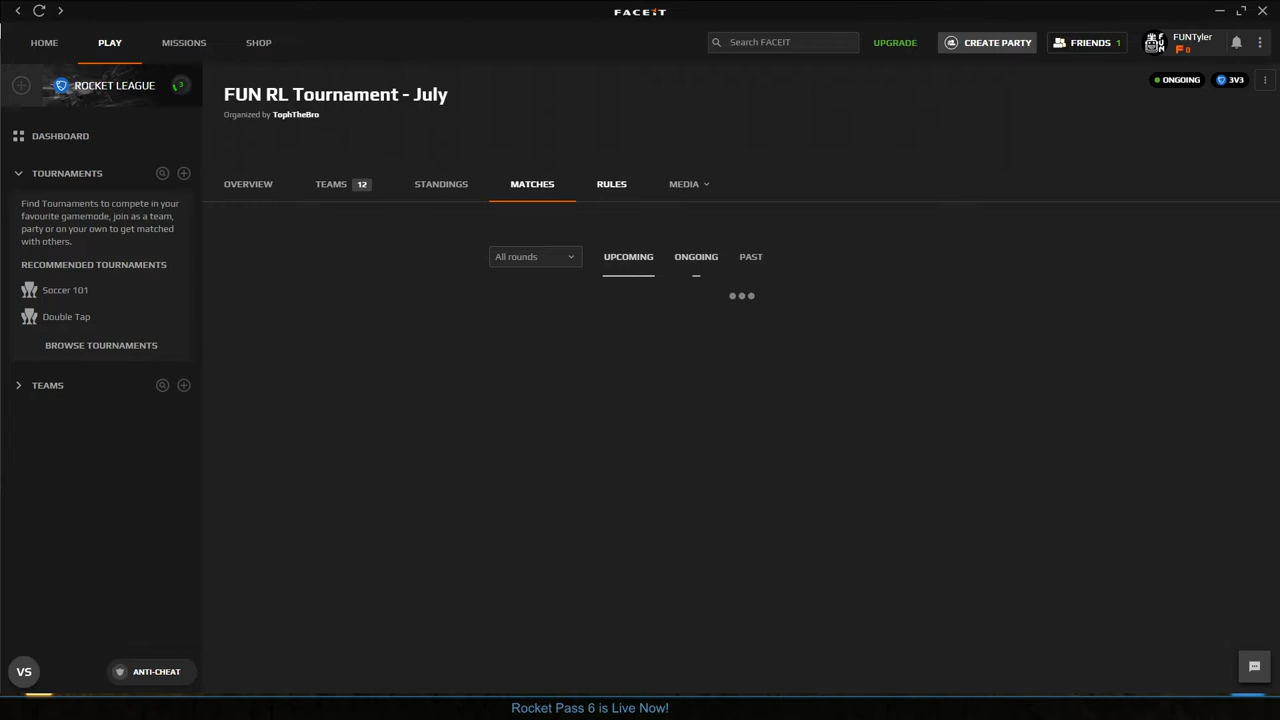 FACEIT
HOME
PLAY
MISSIONS
SHOP
Search FACEIT
UPGRADE
CREATE PARTY
FRIENDS 1
FUN
FUNTyler
0
ROCKET LEAGUE
3
FUN RL Tournament - July
Organized by TophTheBro
ONGOING
3V3
DASHBOARD
TOURNAMENTS
Find Tournaments to compete in your
favourite gamemode, join as a team,
party or on your own to get matched
with others.
RECOMMENDED TOURNAMENTS
Soccer 101
Double Tap
BROWSE TOURNAMENTS
TEAMS
OVERVIEW
TEAMS 12
STANDINGS
MATCHES
RULES
MEDIA
All rounds
UPCOMING
ONGOING
PAST
VS
ANTI-CHEAT
Rocket Pass 6 is Live Now!